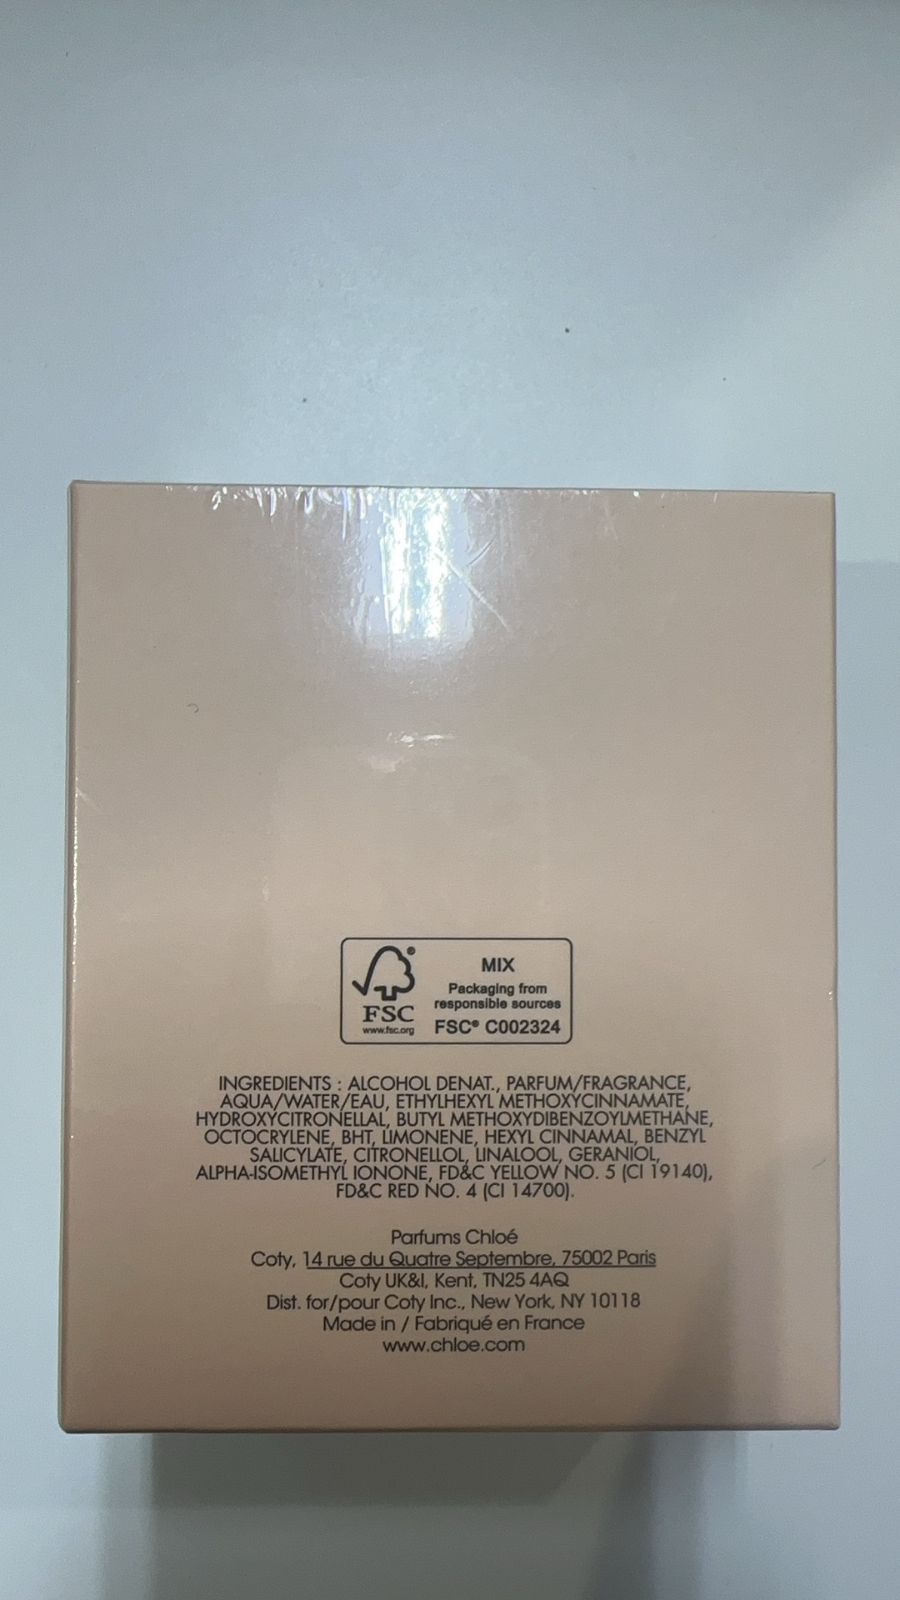 MIX
Packaging from
responsible sources
FSC® C002324
FSC
www.fsc.org
INGREDIENTS : ALCOHOL DENAT., PARFUM/FRAGRANCE,
AQUA/WATER/EAU, ETHYLHEXYL METHOXYCINNAMATE,
HYDROXYCITRONELLAL, BUTYL METHOXYDIBENZOYLMETHANE,
OCTOCRYLENE, BHT, LIMONENE, HEXYL CINNAMAL, BENZYL
SALICYLATE, CITRONELLOL, LINALOOL, GERANIOL,
ALPHA-ISOMETHYL IONONE, FD&C YELLOW NO. 5 (CI 19140),
FD&C RED NO. 4 (CI 14700).
Parfums Chloé
Coty, 14 rue du Quatre Septembre, 75002 Paris
Coty UK&I, Kent, TN25 4AQ
Dist. for/pour Coty Inc., New York, NY 10118
Made in / Fabriqué en France
www.chloe.com